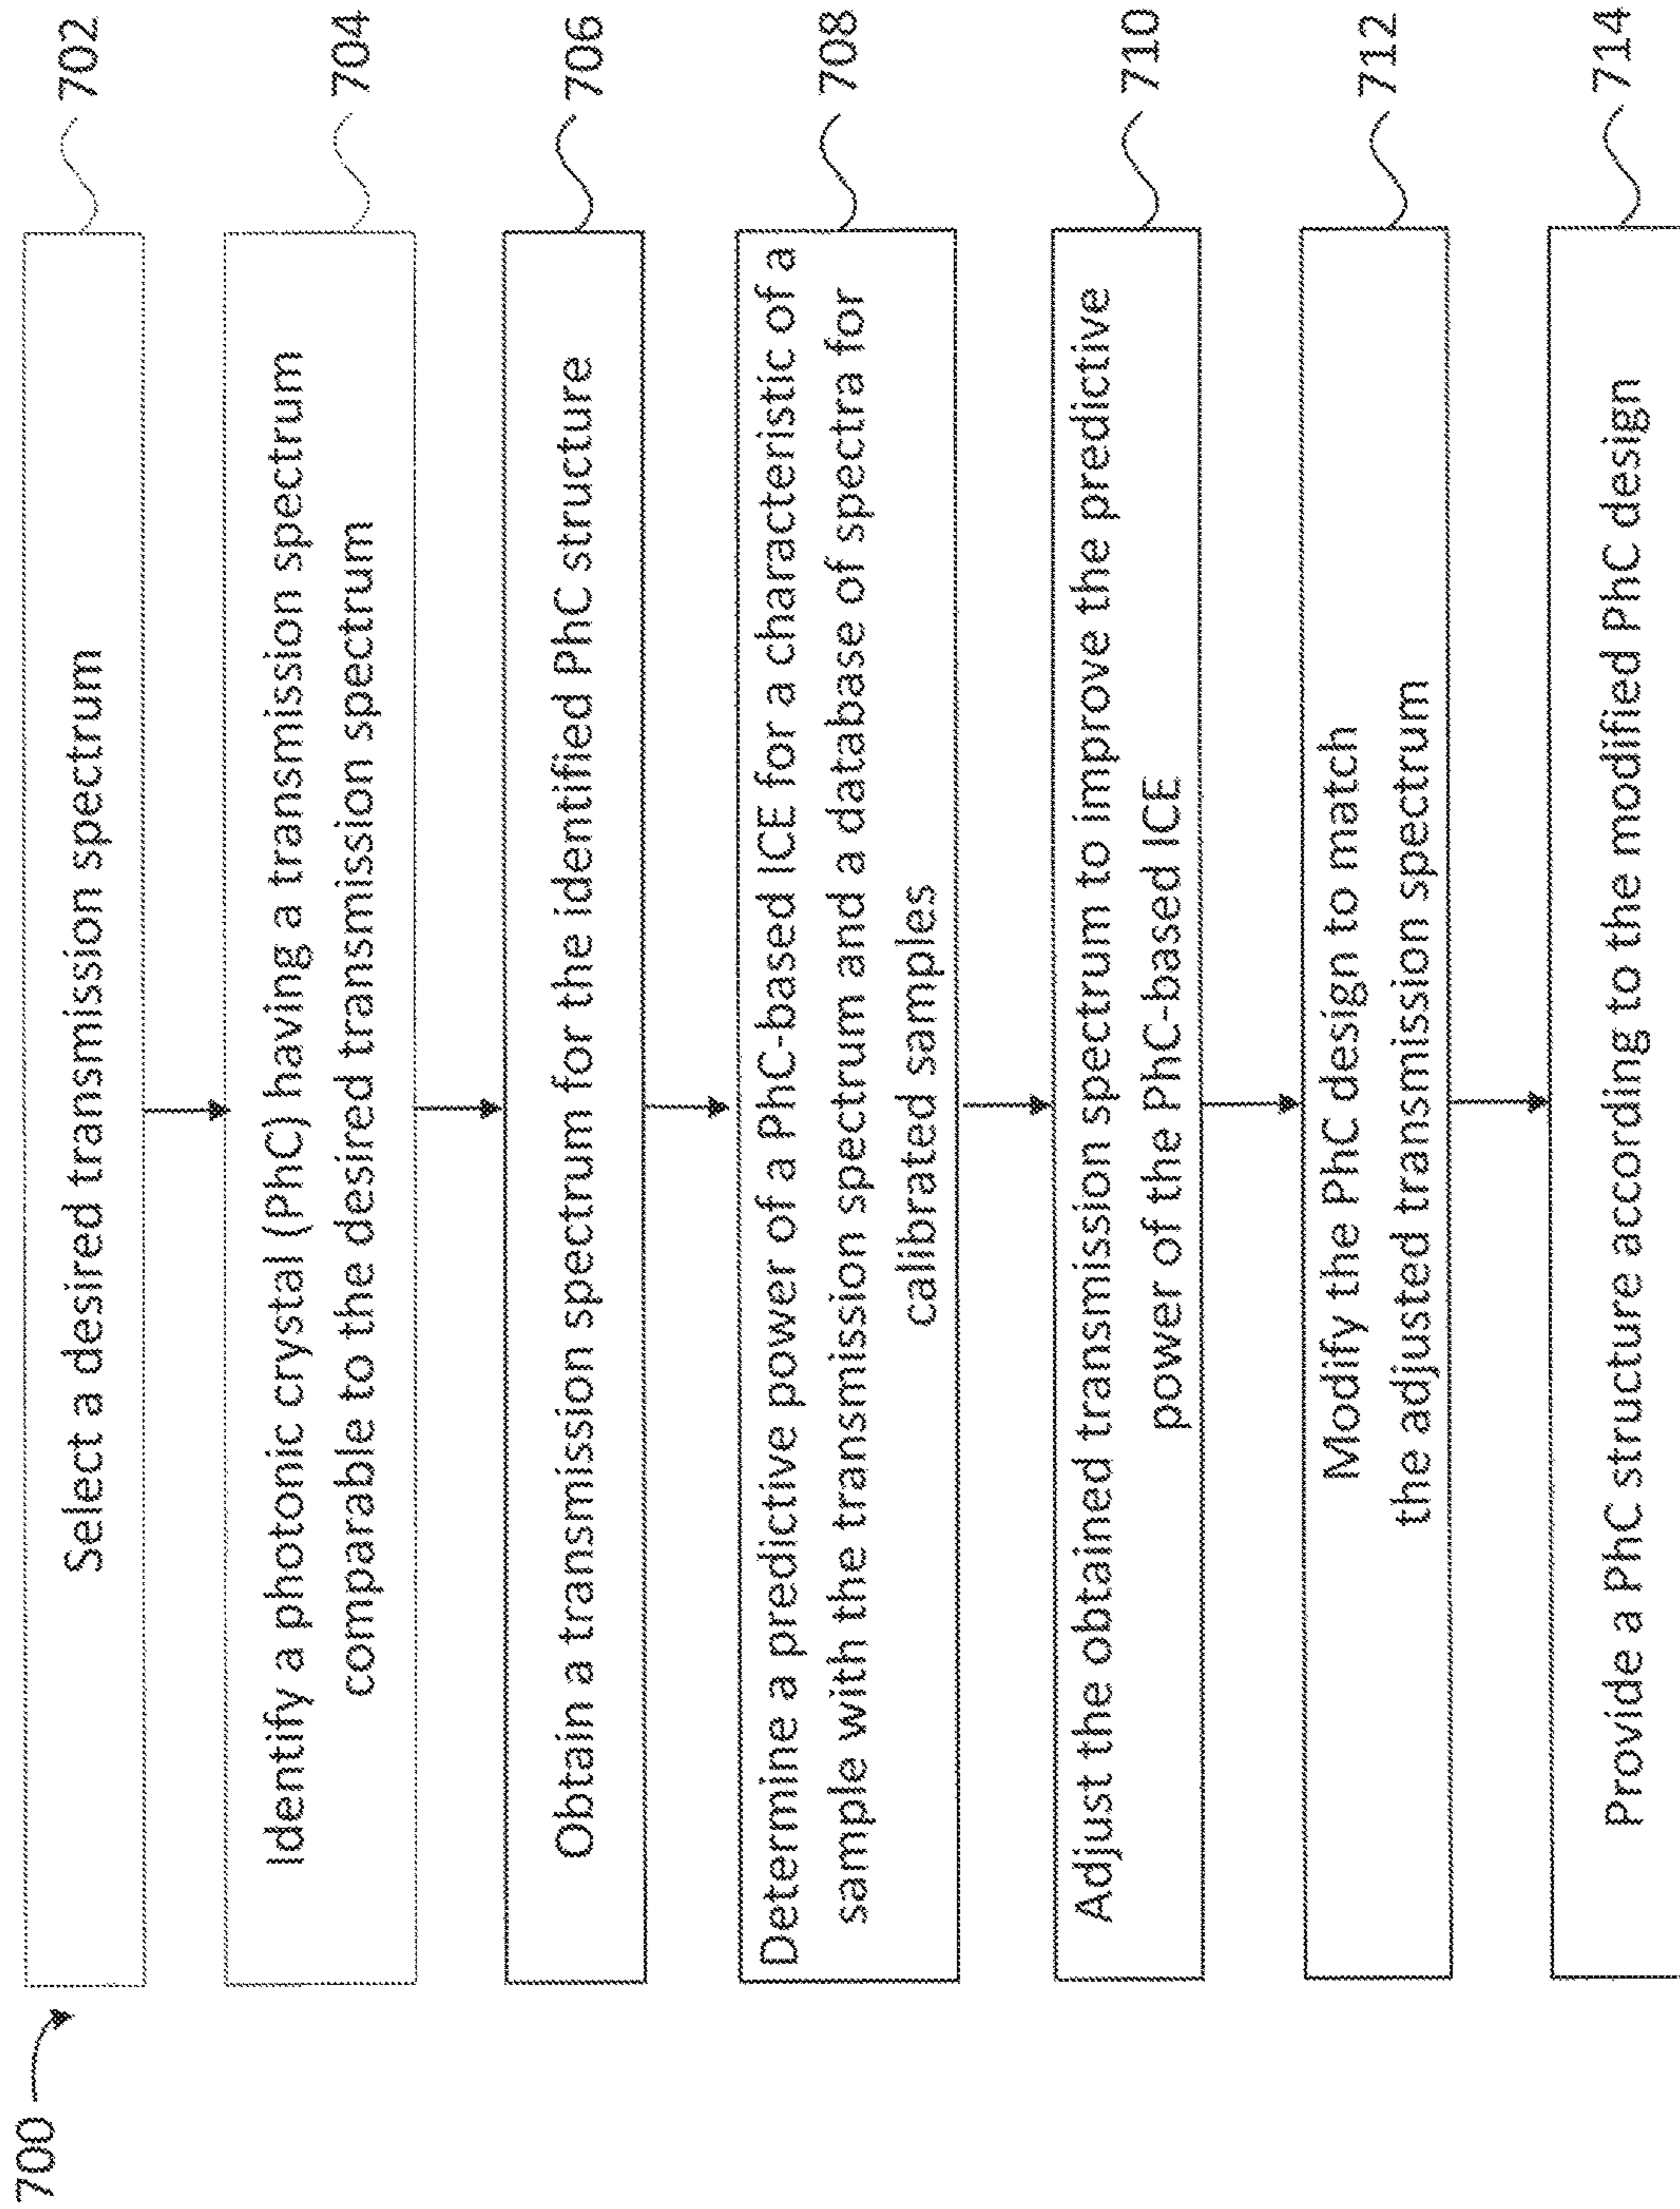 700
Select a desired transmission spectrum
702
Identify a photonic crystal (PhC) having a transmission spectrum
comparable to the desired transmission spectrum
704
Obtain a transmission spectrum for the identified PhC structure
706
Determine a predictive power of a PhC-based ICE for a characteristic of a
sample with the transmission spectrum and a database of spectra for
calibrated samples
708
Adjust the obtained transmission spectrum to improve the predictive
power of the PhC-based ICE
710
Modify the PhC design to match
the adjusted transmission spectrum
712
Provide a PhC structure according to the modified PhC design
714